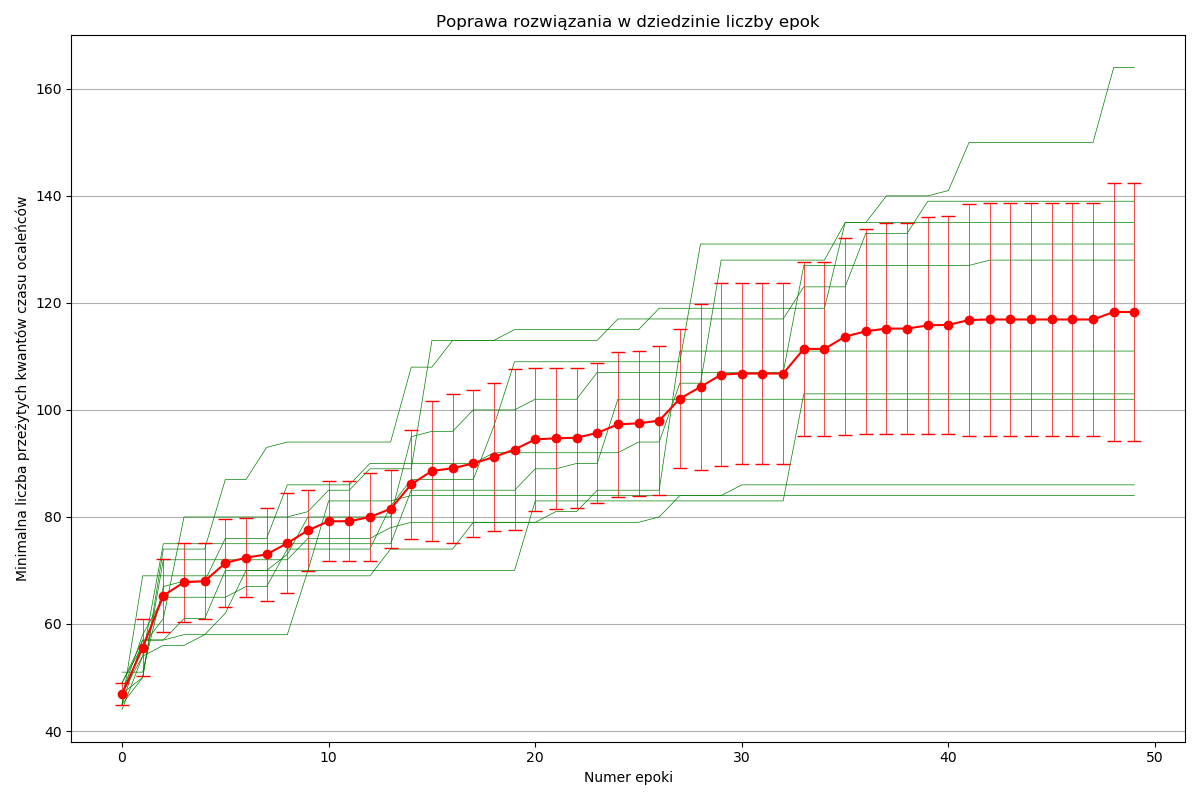 Poprawa rozwiązania w dziedzinie liczby epok
Minimalna liczba przeżytych kwantów czasu ocaleńców
160
140
120
100
80
60
40
0 10 20 30 40 50
Numer epoki